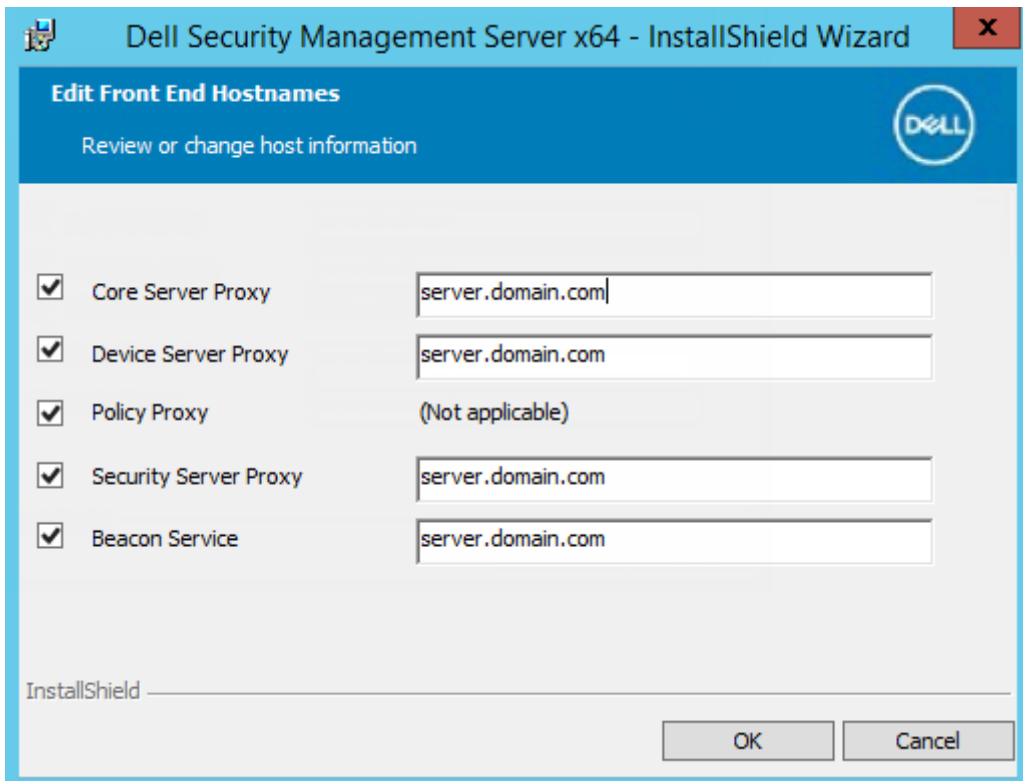 Dell Security Management Server x64 - InstallShield Wizard x
Edit Front End Hostnames
Review or change host information
DELL
Core Server Proxy server.domain.com
Device Server Proxy server.domain.com
Policy Proxy (Not applicable)
Security Server Proxy server.domain.com
Beacon Service server.domain.com
InstallShield
OK Cancel